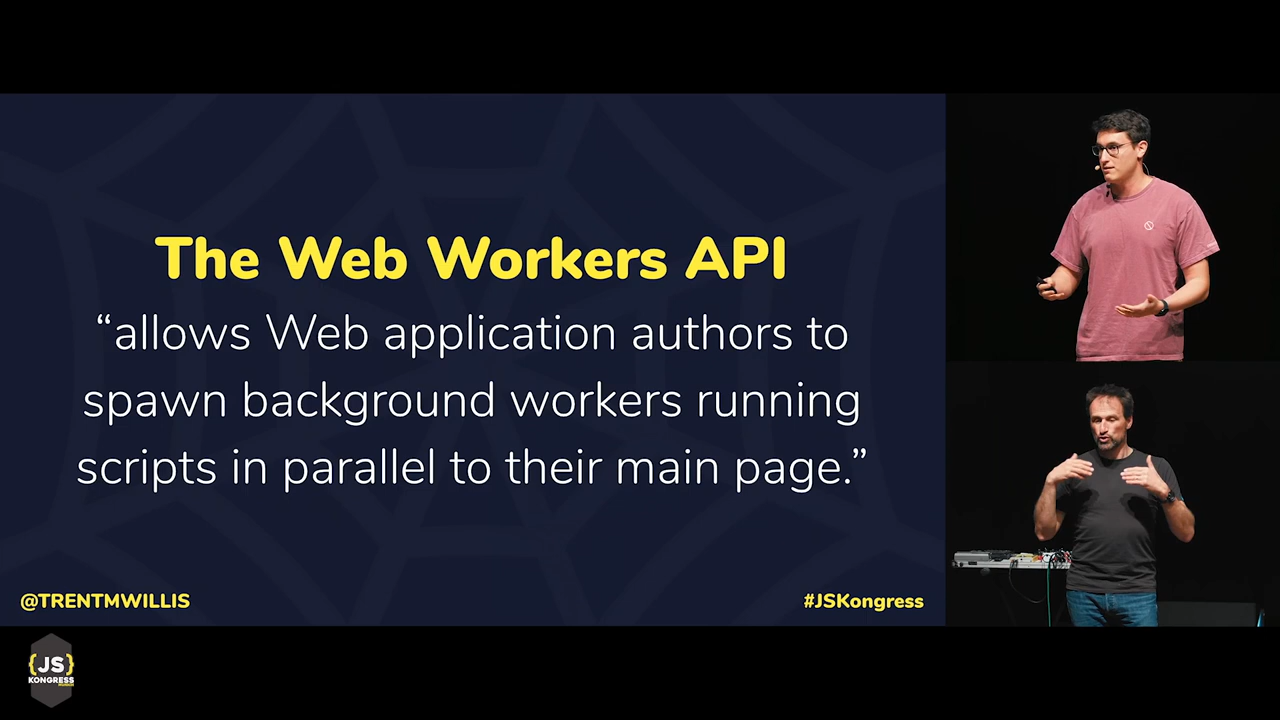 The Web Workers API
“allows Web application authors to
spawn background workers running
scripts in parallel to their main page.”
@TRENTMWILLIS
#JSKongress
{JS}
KONGRESS